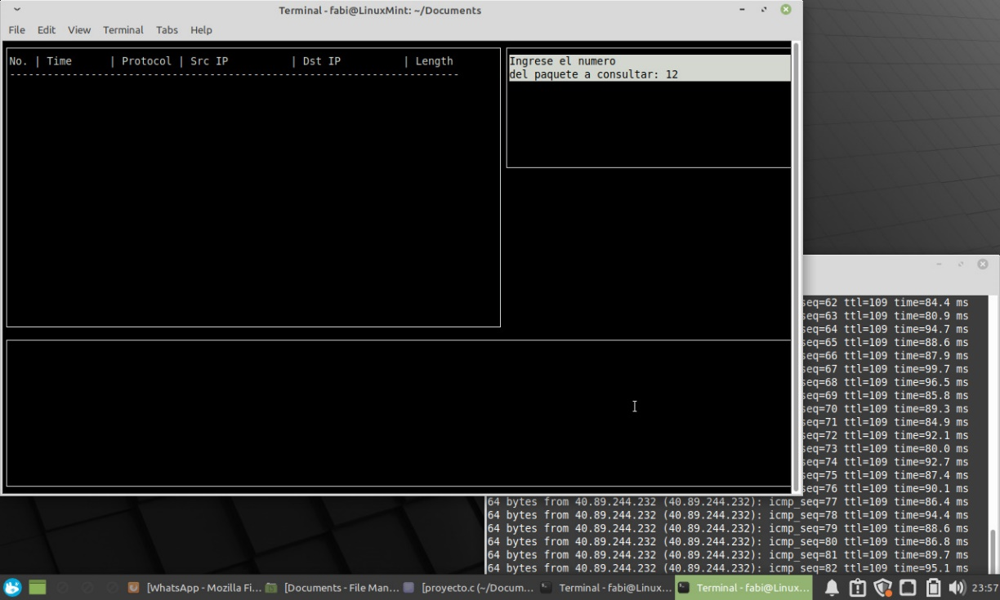 Terminal - fabi@LinuxMint: ~/Documents
File Edit View Terminal Tabs Help
No. | Time | Protocol | Src IP | Dst IP | Length
------------------------------------------------------------------------
Ingrese el numero
del paquete a consultar: 12
seq=62 ttl=109 time=84.4 ms
seq=63 ttl=109 time=80.9 ms
seq=64 ttl=109 time=94.7 ms
seq=65 ttl=109 time=88.6 ms
seq=66 ttl=109 time=87.9 ms
seq=67 ttl=109 time=99.7 ms
seq=68 ttl=109 time=96.5 ms
seq=69 ttl=109 time=85.8 ms
seq=70 ttl=109 time=89.3 ms
seq=71 ttl=109 time=84.9 ms
seq=72 ttl=109 time=92.1 ms
seq=73 ttl=109 time=80.0 ms
seq=74 ttl=109 time=92.7 ms
seq=75 ttl=109 time=87.4 ms
seq=76 ttl=109 time=90.1 ms
64 bytes from 40.89.244.232 (40.89.244.232): icmp_seq=77 ttl=109 time=86.4 ms
64 bytes from 40.89.244.232 (40.89.244.232): icmp_seq=78 ttl=109 time=94.4 ms
64 bytes from 40.89.244.232 (40.89.244.232): icmp_seq=79 ttl=109 time=88.6 ms
64 bytes from 40.89.244.232 (40.89.244.232): icmp_seq=80 ttl=109 time=86.8 ms
64 bytes from 40.89.244.232 (40.89.244.232): icmp_seq=81 ttl=109 time=89.7 ms
64 bytes from 40.89.244.232 (40.89.244.232): icmp_seq=82 ttl=109 time=95.1 ms
[WhatsApp - Mozilla Fi... [Documents - File Man... [proyecto.c (~/Docum... Terminal - fabi@Linux... Terminal - fabi@Linux... 23:57